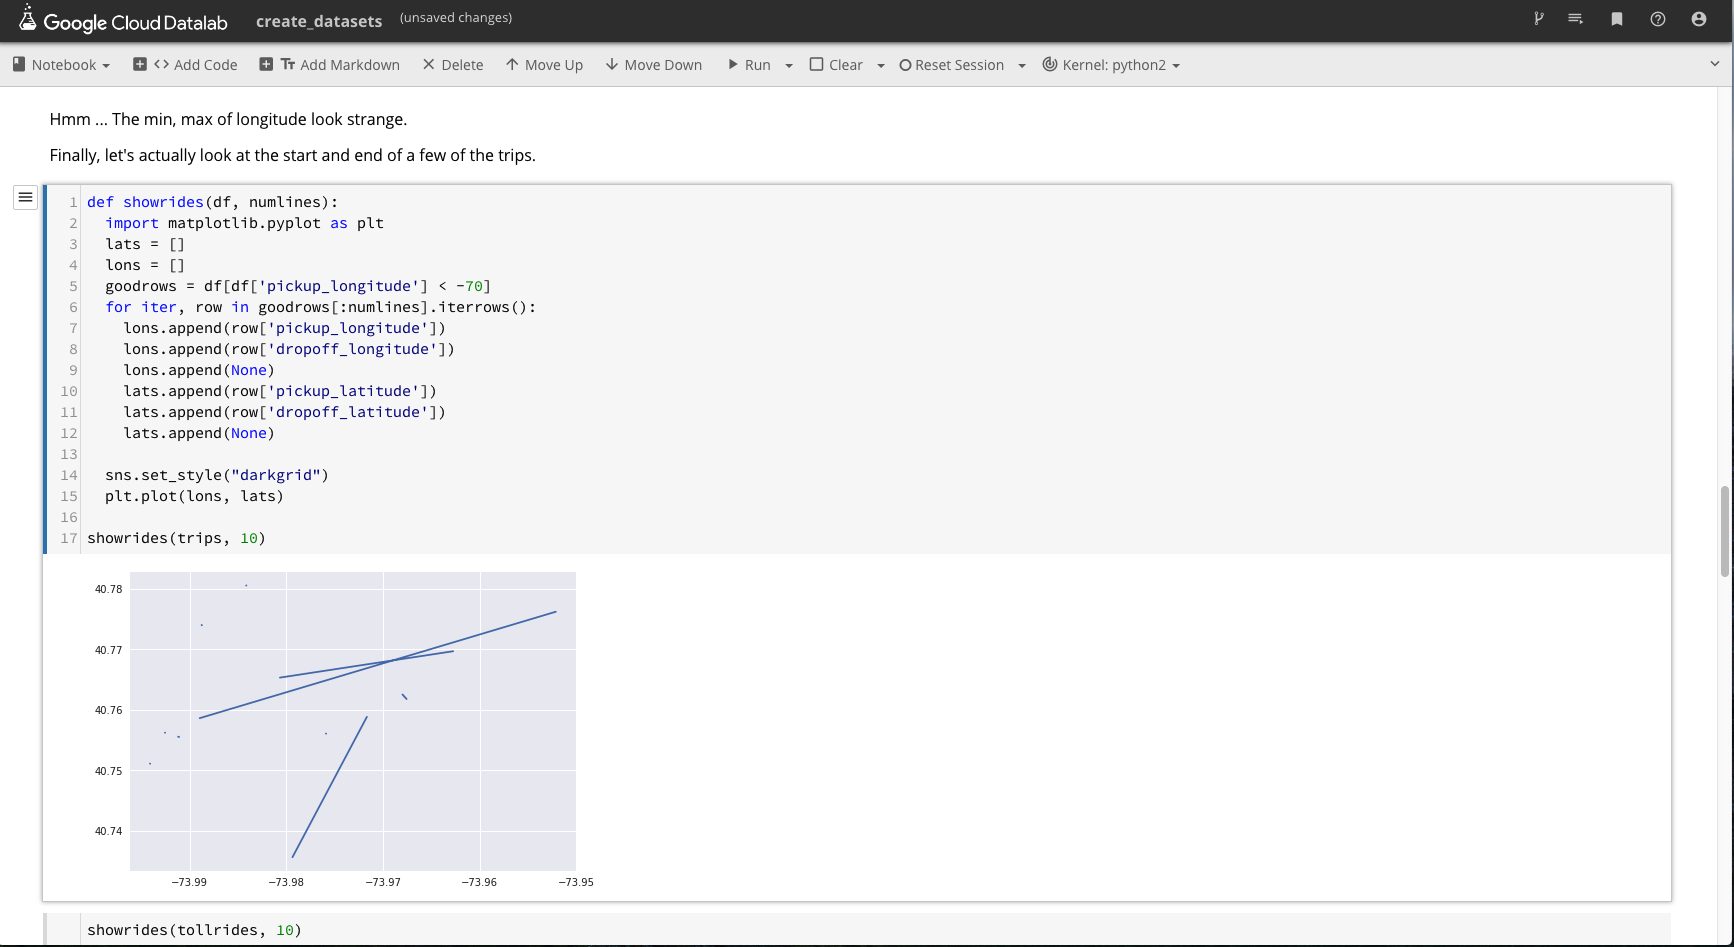 Google Cloud Datalab create_datasets (unsaved changes)
Notebook Add Code Add Markdown Delete Move Up Move Down Run Clear Reset Session Kernel: python2
Hmm ... The min, max of longitude look strange.
Finally, let's actually look at the start and end of a few of the trips.
1 def showrides(df, numlines):
2   import matplotlib.pyplot as plt
3   lats = []
4   lons = []
5   goodrows = df[df['pickup_longitude'] < -70]
6   for iter, row in goodrows[:numlines].iterrows():
7     lons.append(row['pickup_longitude'])
8     lons.append(row['dropoff_longitude'])
9     lons.append(None)
10     lats.append(row['pickup_latitude'])
11     lats.append(row['dropoff_latitude'])
12     lats.append(None)
13
14   sns.set_style("darkgrid")
15   plt.plot(lons, lats)
16
17 showrides(trips, 10)
40.78
40.77
40.76
40.75
40.74
−73.99 −73.98 −73.97 −73.96 −73.95
showrides(tollrides, 10)